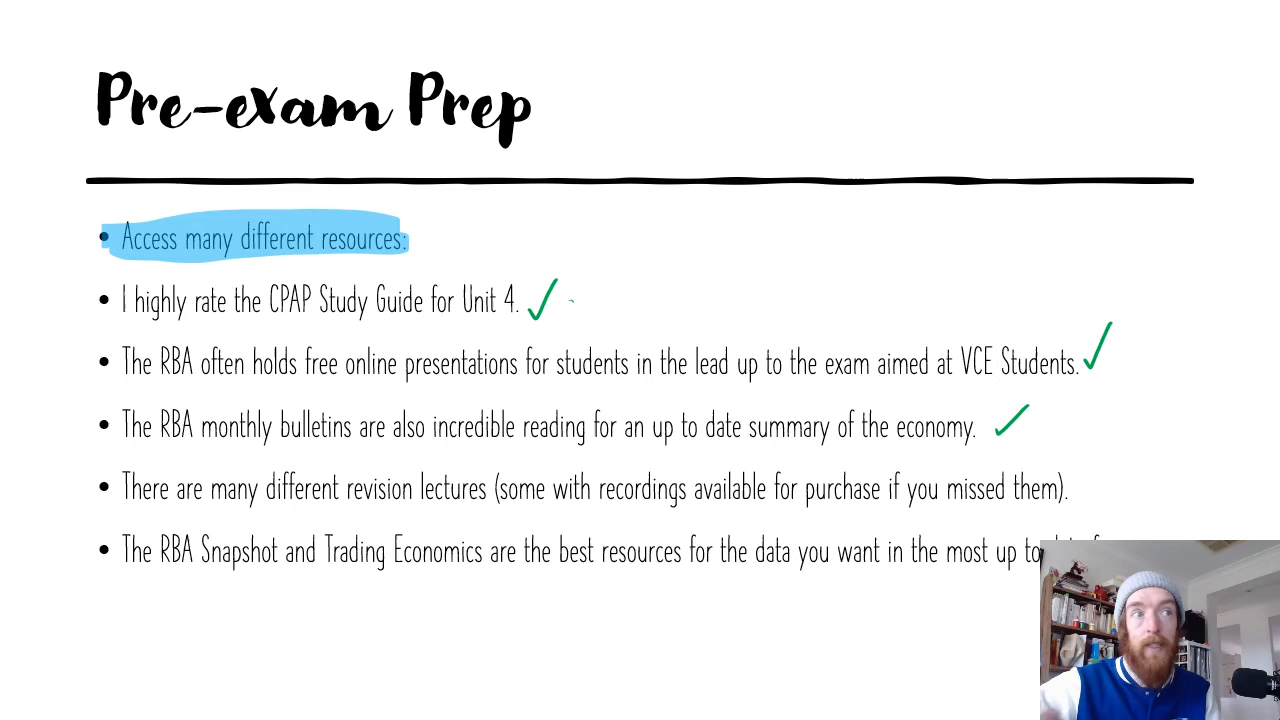 Pre-exam Prep
• Access many different resources:
• I highly rate the CPAP Study Guide for Unit 4.
• The RBA often holds free online presentations for students in the lead up to the exam aimed at VCE Students.
• The RBA monthly bulletins are also incredible reading for an up to date summary of the economy.
• There are many different revision lectures (some with recordings available for purchase if you missed them).
• The RBA Snapshot and Trading Economics are the best resources for the data you want in the most up to